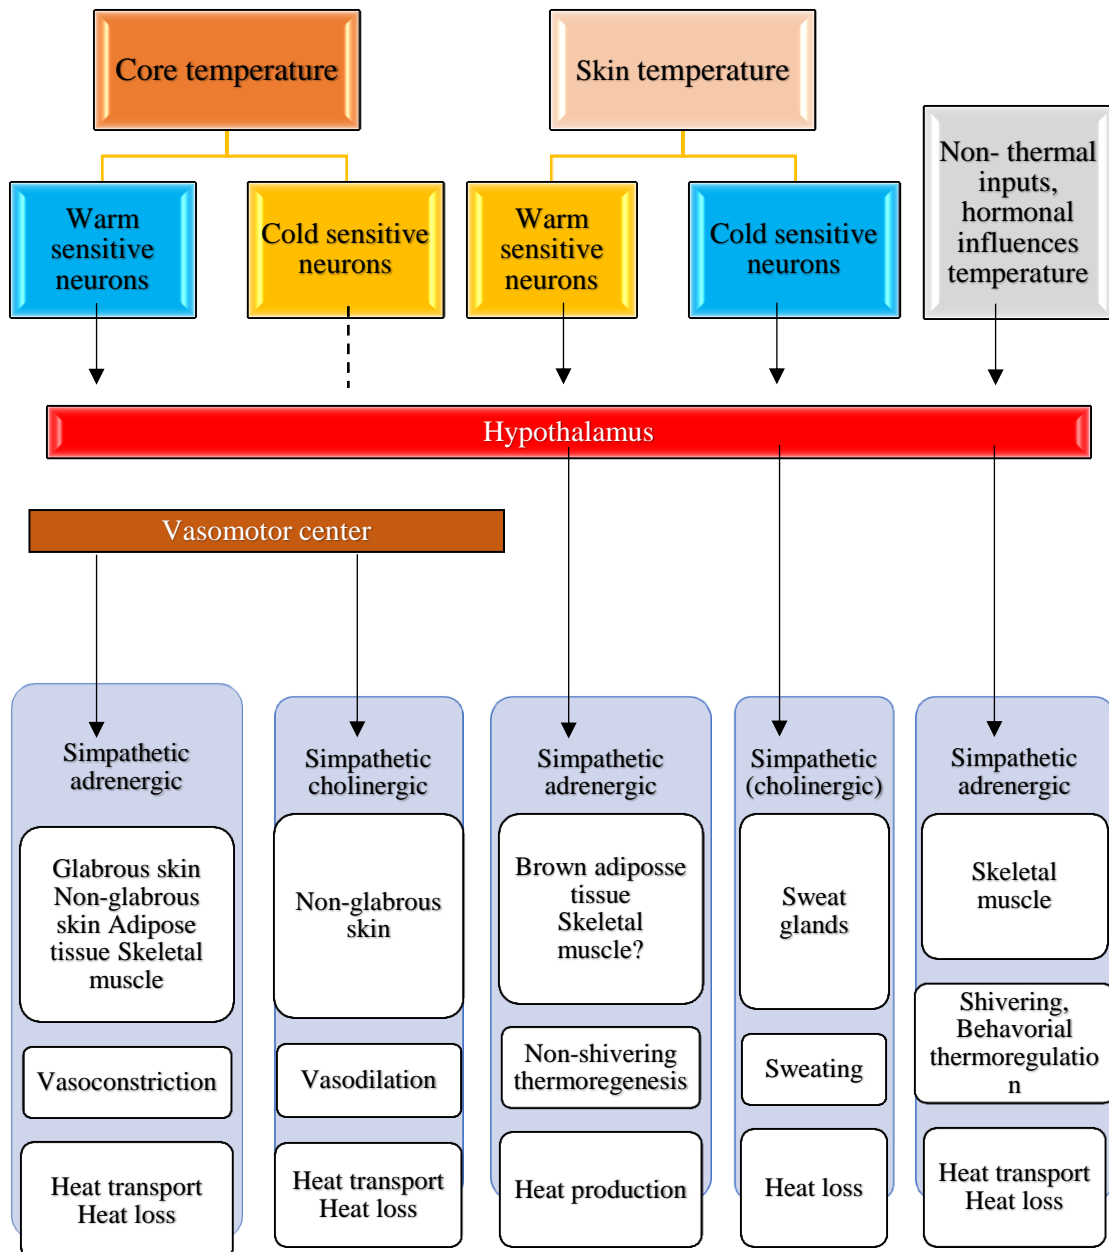 Core temperature
Skin temperature
Non- thermal
inputs,
hormonal
influences
temperature
Warm
sensitive
neurons
Cold sensitive
neurons
Warm
sensitive
neurons
Cold sensitive
neurons
Hypothalamus
Vasomotor center
Simpathetic
adrenergic
Glabrous skin
Non-glabrous
skin Adipose
tissue Skeletal
muscle
Vasoconstriction
Heat transport
Heat loss
Simpathetic
cholinergic
Non-glabrous
skin
Vasodilation
Heat transport
Heat loss
Simpathetic
adrenergic
Brown adiposse
tissue
Skeletal
muscle?
Non-shivering
thermoregenesis
Heat production
Simpathetic
(cholinergic)
Sweat
glands
Sweating
Heat loss
Simpathetic
adrenergic
Skeletal
muscle
Shivering,
Behavorial
thermoregulatio
n
Heat transport
Heat loss